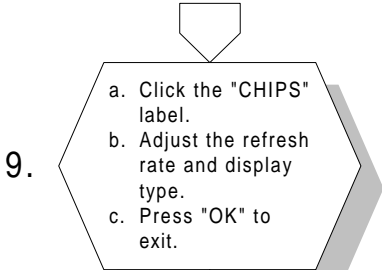 9.
a. Click the "CHIPS"
label.
b. Adjust the refresh
rate and display
type.
c. Press "OK" to
exit.